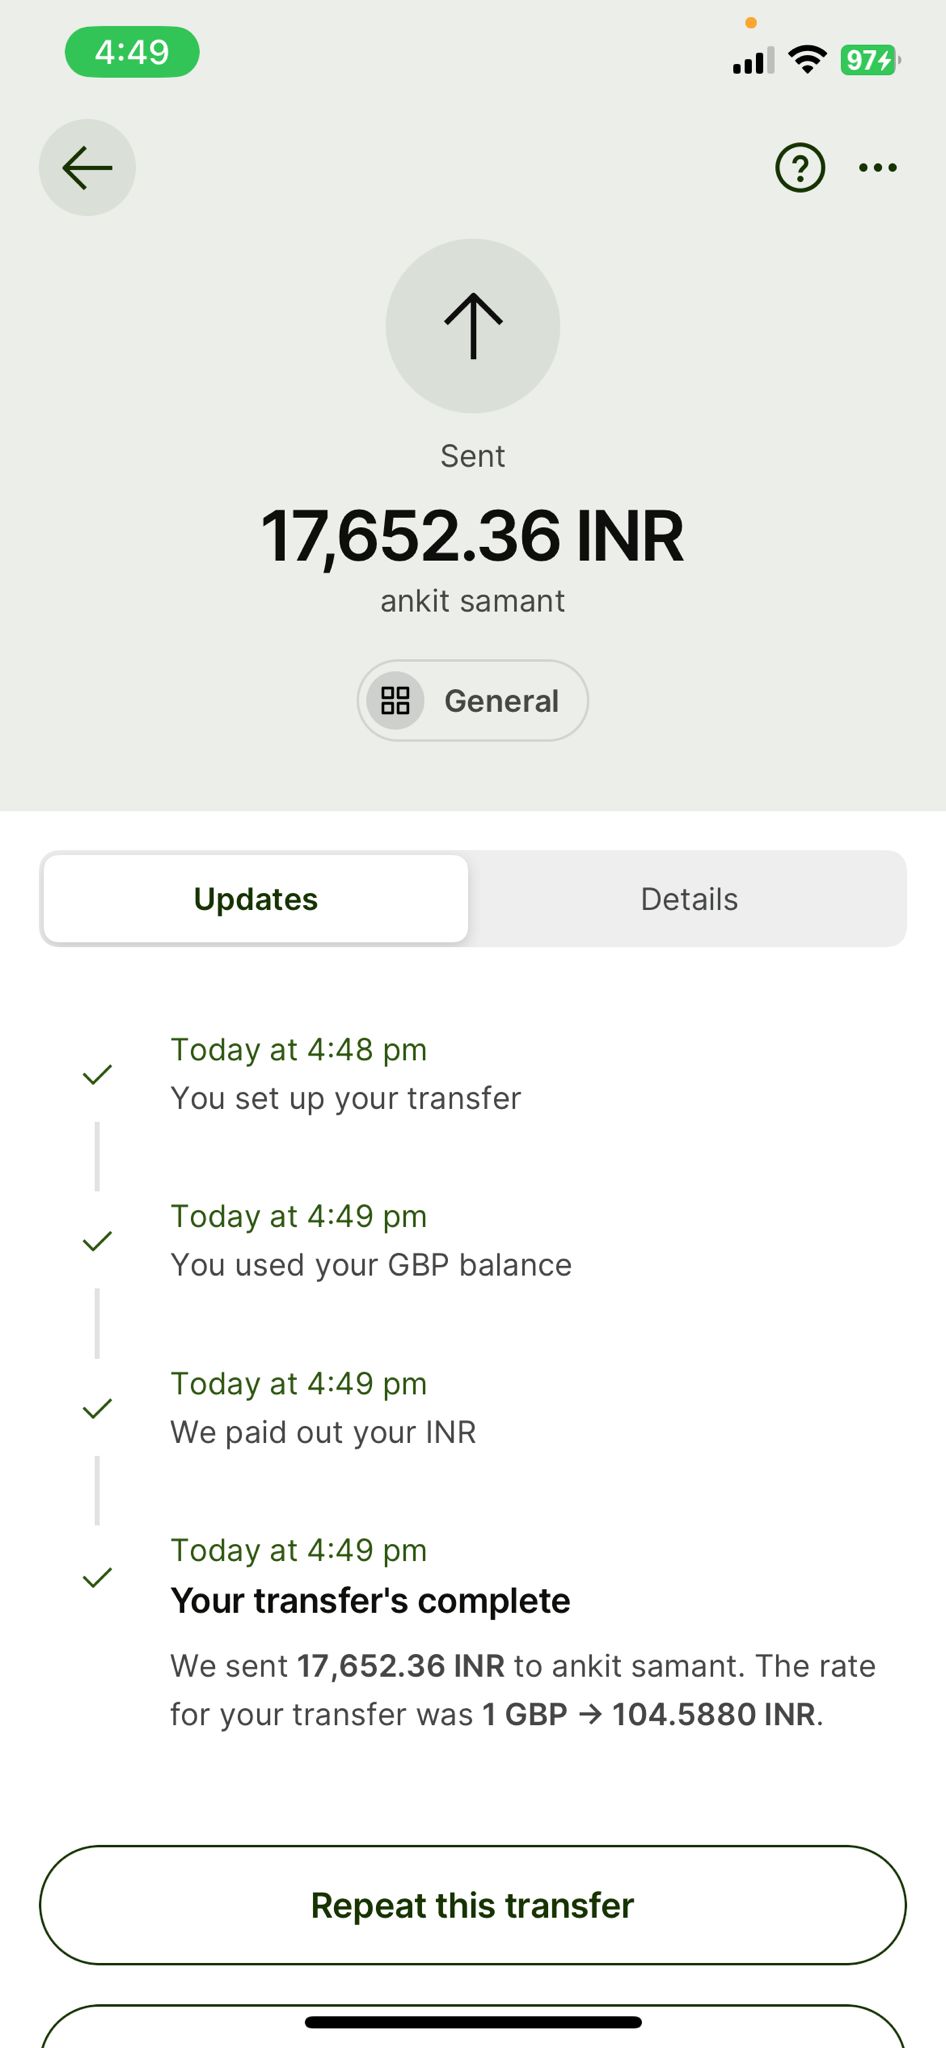 4:49
97
Sent
17,652.36 INR
ankit samant
General
Updates
Details
Today at 4:48 pm
You set up your transfer
Today at 4:49 pm
You used your GBP balance
Today at 4:49 pm
We paid out your INR
Today at 4:49 pm
Your transfer's complete
We sent 17,652.36 INR to ankit samant. The rate
for your transfer was 1 GBP → 104.5880 INR.
Repeat this transfer